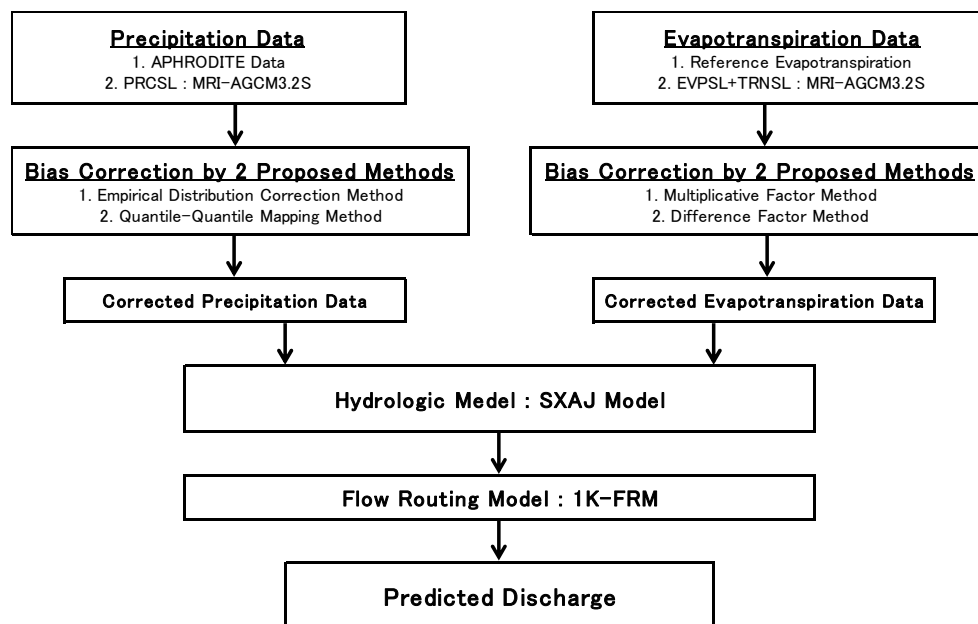 Precipitation Data
1. APHRODITE Data
2. PRCSL : MRI-AGCM3.2S
Evapotranspiration Data
1. Reference Evapotranspiration
2. EVPSL+TRNSL : MRI-AGCM3.2S
Bias Correction by 2 Proposed Methods
1. Empirical Distribution Correction Method
2. Quantile-Quantile Mapping Method
Bias Correction by 2 Proposed Methods
1. Multiplicative Factor Method
2. Difference Factor Method
Corrected Precipitation Data
Corrected Evapotranspiration Data
Hydrologic Medel : SXAJ Model
Flow Routing Model : 1K-FRM
Predicted Discharge